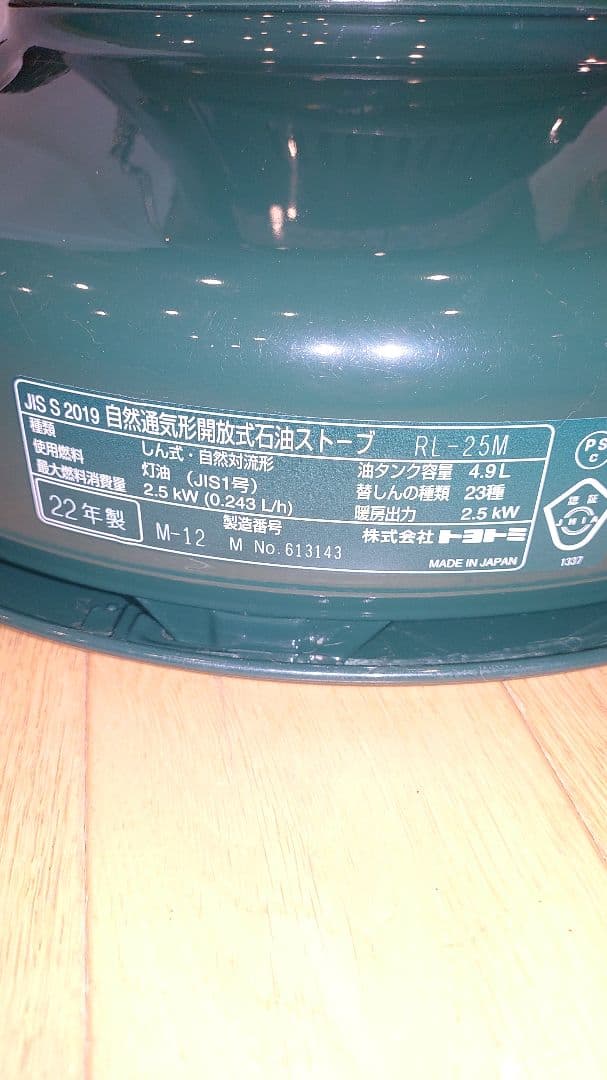 JIS S 2019 自然通気形開放式石油ストーブ RL-25M
種類 しん式・自然対流形
使用燃料 灯油 (JIS1号)
最大燃料消費量 2.5 kW (0.243 L/h)
油タンク容量 4.9 L
替しんの種類 23種
暖房出力 2.5 kW
22年製
製造番号
M-12 M No.613143
株式会社 トヨトミ
MADE IN JAPAN
PS
C
認証
JHIA
1337